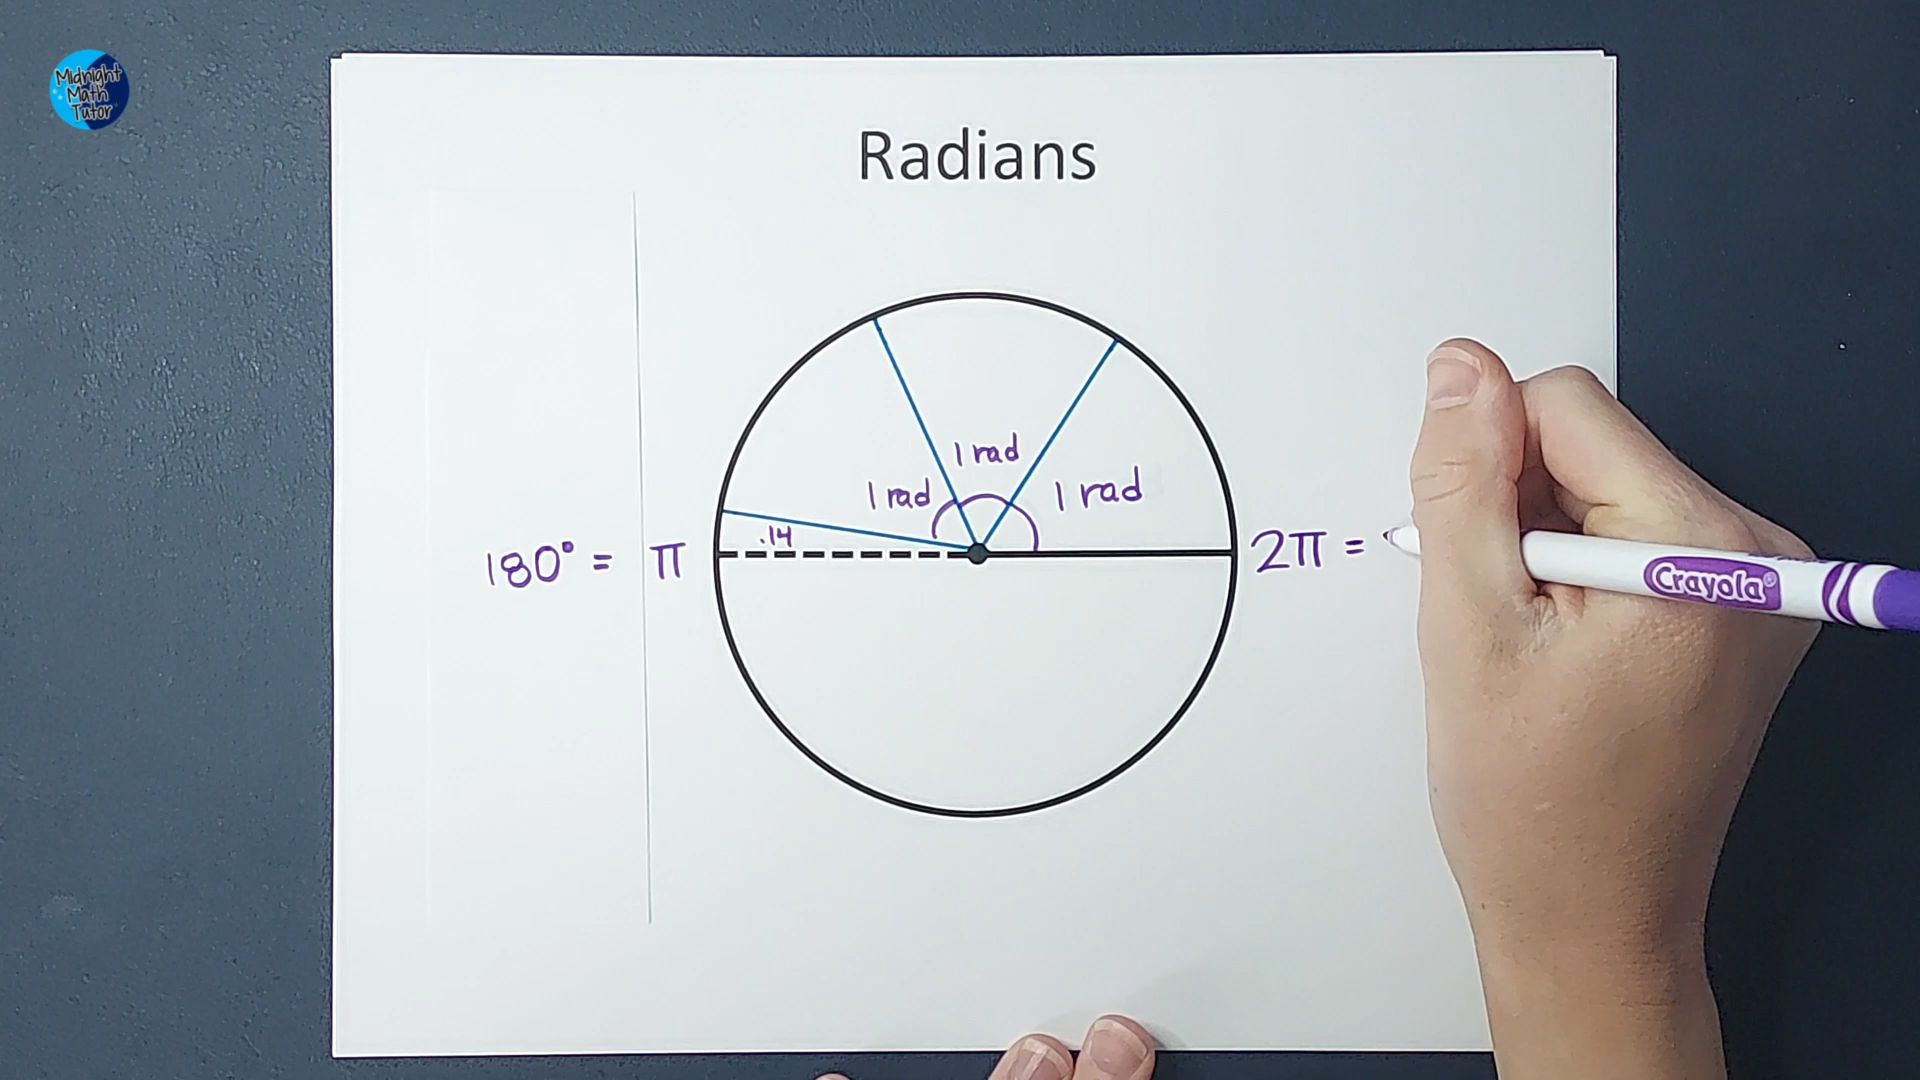 Midnight
Math
Tutor
Radians
1 rad
1 rad
1 rad
.14
180° = π
2π =
Crayola®